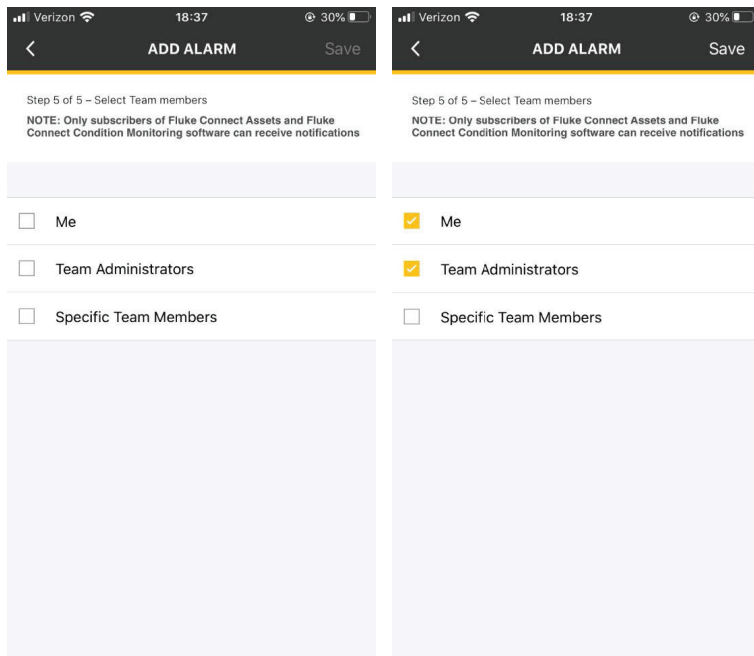 Verizon 18:37 30%
ADD ALARM Save
Step 5 of 5 – Select Team members
NOTE: Only subscribers of Fluke Connect Assets and Fluke
Connect Condition Monitoring software can receive notifications
Me
Team Administrators
Specific Team Members
Verizon 18:37 30%
ADD ALARM Save
Step 5 of 5 – Select Team members
NOTE: Only subscribers of Fluke Connect Assets and Fluke
Connect Condition Monitoring software can receive notifications
Me
Team Administrators
Specific Team Members